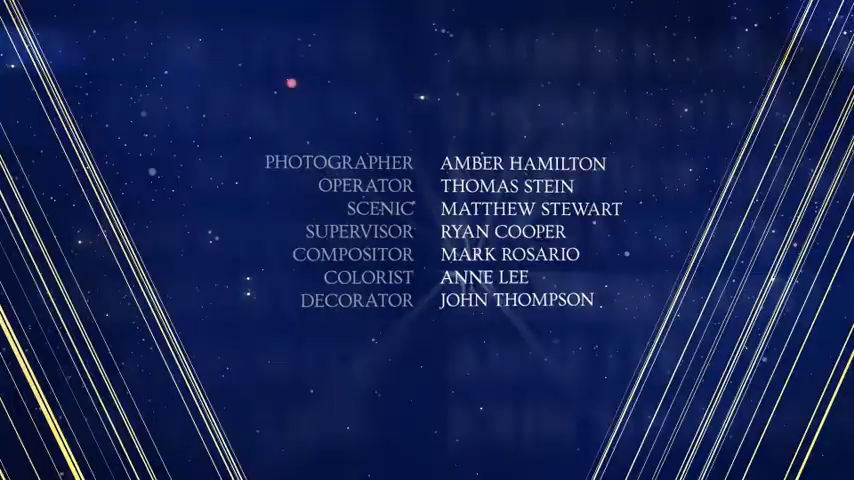 PHOTOGRAPHER AMBER HAMILTON
OPERATOR THOMAS STEIN
SCENIC MATTHEW STEWART
SUPERVISOR RYAN COOPER
COMPOSITOR MARK ROSARIO
COLORIST ANNE LEE
DECORATOR JOHN THOMPSON